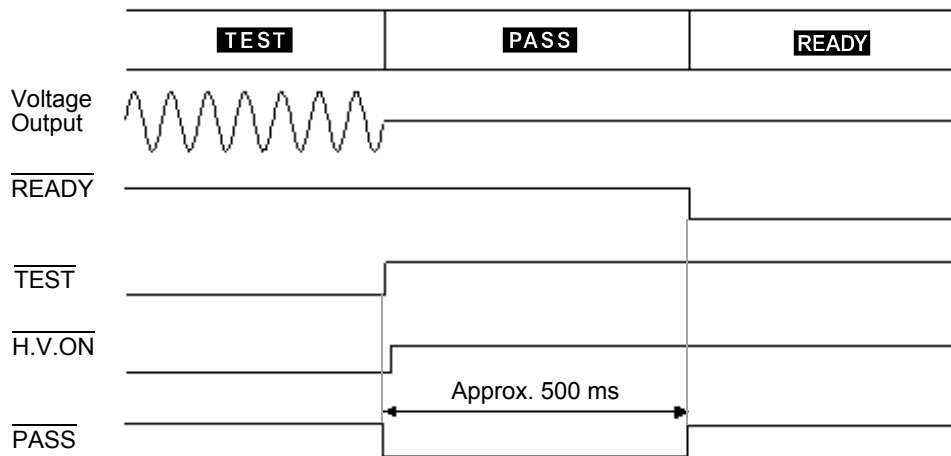 TEST PASS READY
Voltage
Output
READY
TEST
H.V.ON
Approx. 500 ms
PASS